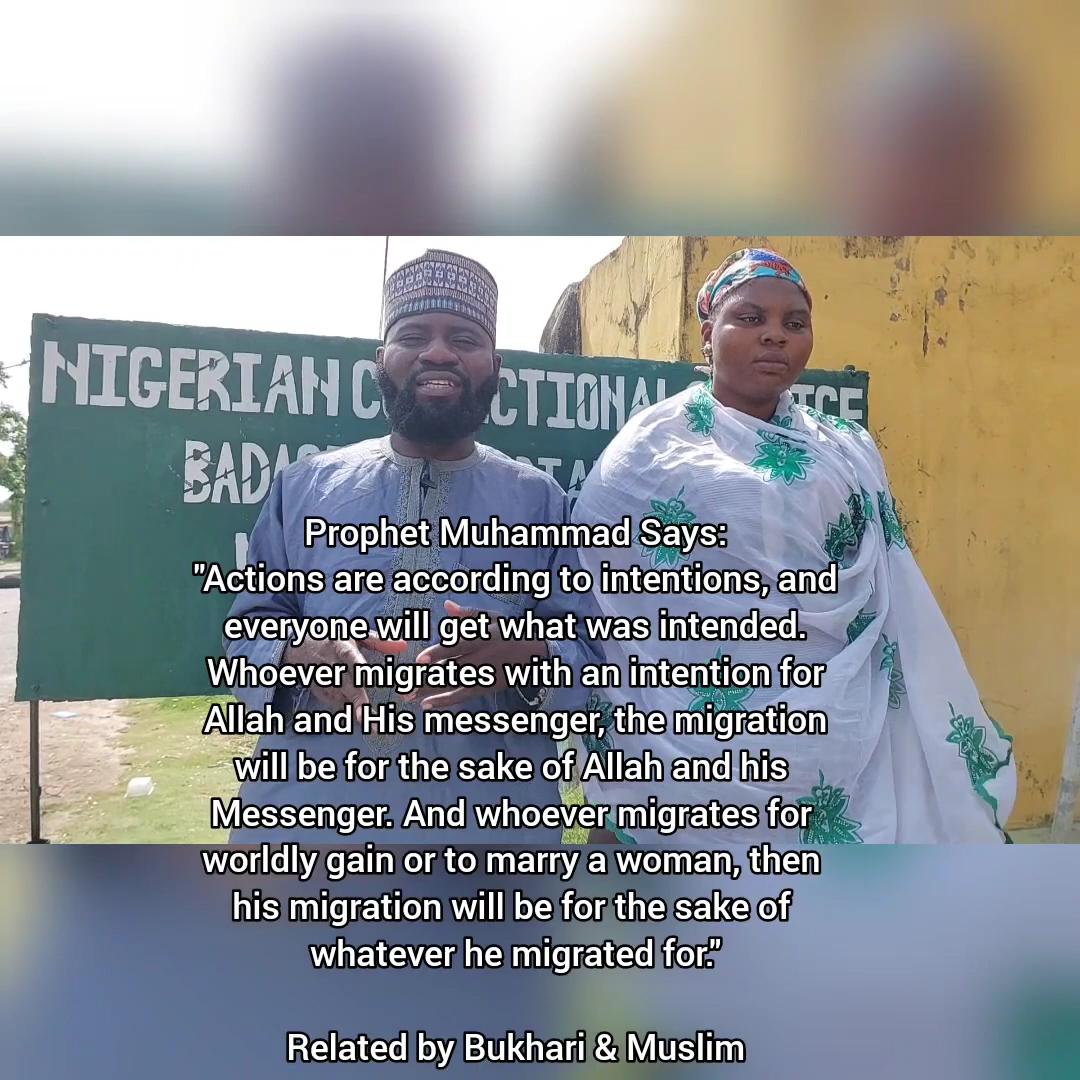 NIGERIAN
Prophet Muhammad Says:
"Actions are according to intentions, and
everyone will get what was intended.
Whoever migrates with an intention for
Allah and His messenger, the migration
will be for the sake of Allah and his
Messenger. And whoever migrates for
worldly gain or to marry a woman, then
his migration will be for the sake of
whatever he migrated for."
Related by Bukhari & Muslim